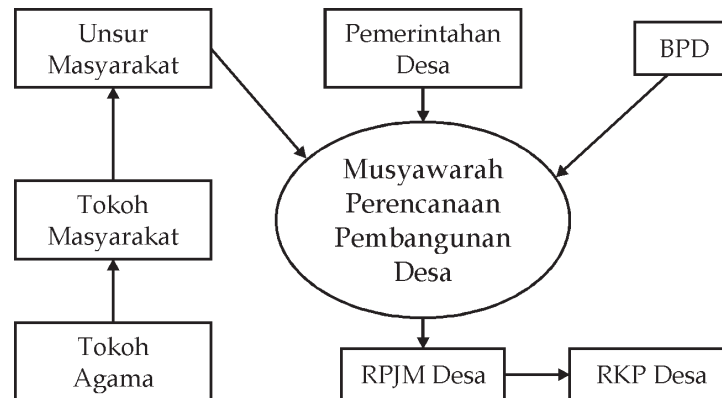 Unsur
Masyarakat
Pemerintahan
Desa
BPD
Musyawarah
Perencanaan
Pembangunan
Desa
Tokoh
Masyarakat
Tokoh
Agama
RPJM Desa
RKP Desa